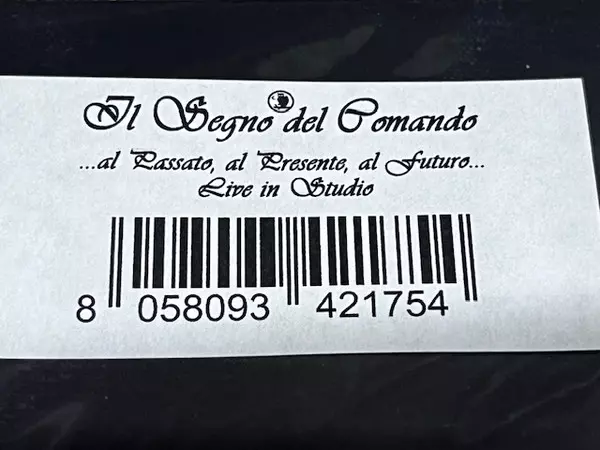 Il Segno del Comando
...al Passato, al Presente, al Futuro...
Live in Studio
8 058093 421754